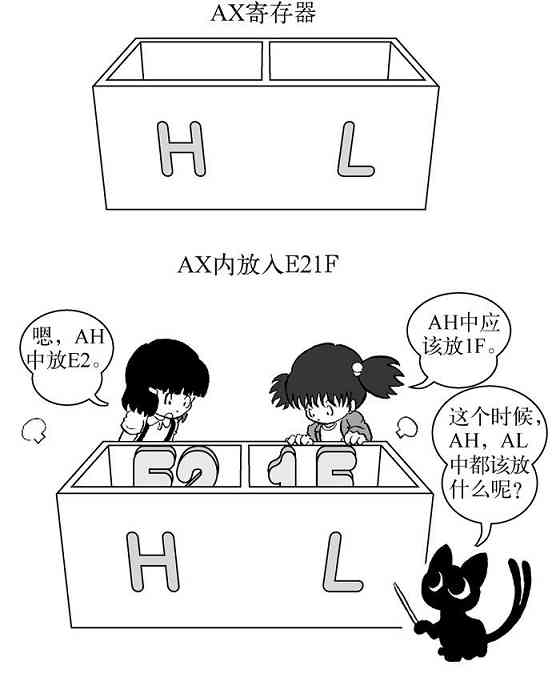 AX寄存器
H L
AX内放入E21F
嗯，AH
中放E2。
AH中应
该放1F。
这个时候，
AH，AL
中都该放
什么呢？
E2 1F
H L